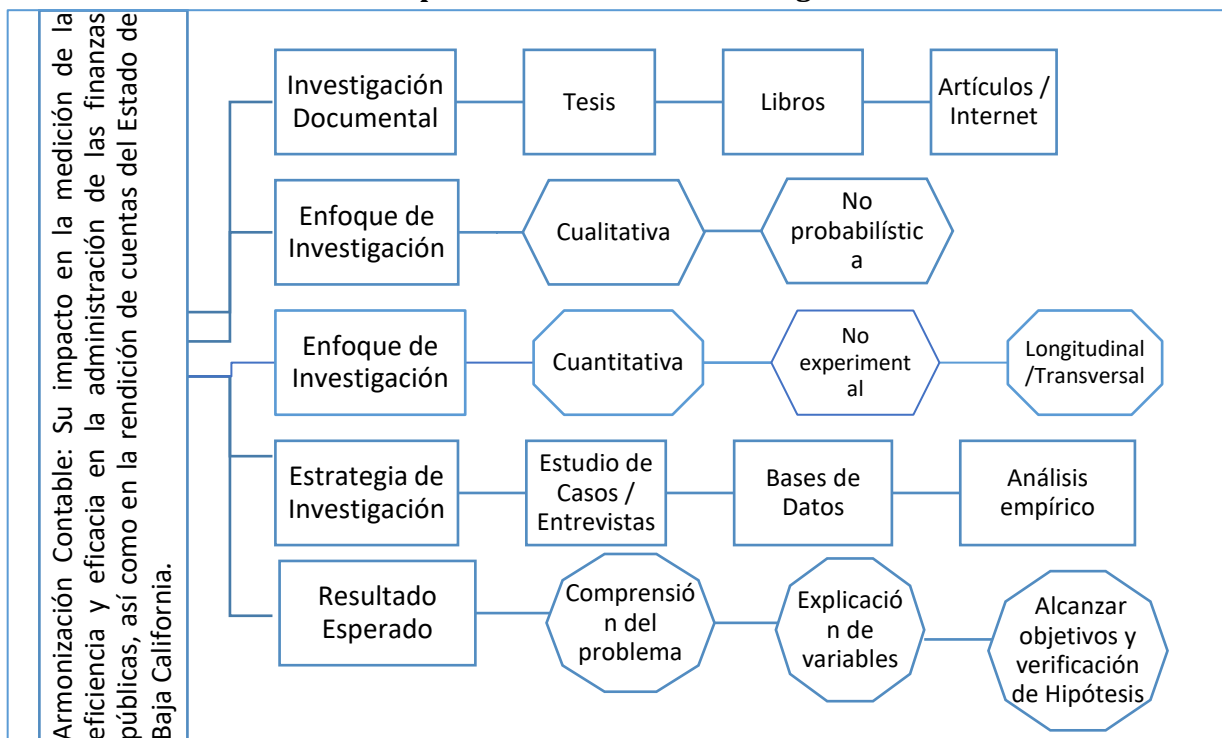 Armonización Contable: Su impacto en la medición de la
eficiencia y eficacia en la administración de las finanzas
públicas, así como en la rendición de cuentas del Estado de
Baja California.
Investigación
Documental
Tesis
Libros
Artículos /
Internet
Enfoque de
Investigación
Cualitativa
No
probabilístic
a
Enfoque de
Investigación
Cuantitativa
No
experiment
al
Longitudinal
/Transversal
Estrategia de
Investigación
Estudio de
Casos /
Entrevistas
Bases de
Datos
Análisis
empírico
Resultado
Esperado
Comprensió
n del
problema
Explicació
n de
variables
Alcanzar
objetivos y
verificación
de Hipótesis